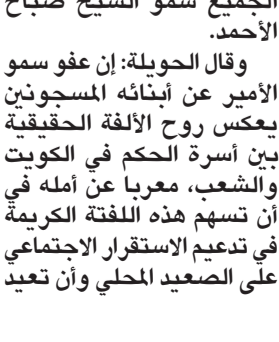 الجميع سمو الشيخ صباح
الأحمد.
وقال الحويلة: إن عفو سمو
الأمير عن أبنائه المسجونين
يعكس روح الألفة الحقيقية
بين أسرة الحكم في الكويت
والشعب، معربا عن أمله في
أن تسهم هذه اللفتة الكريمة
في تدعيم الاستقرار الاجتماعي
على الصعيد المحلي وأن تعيد